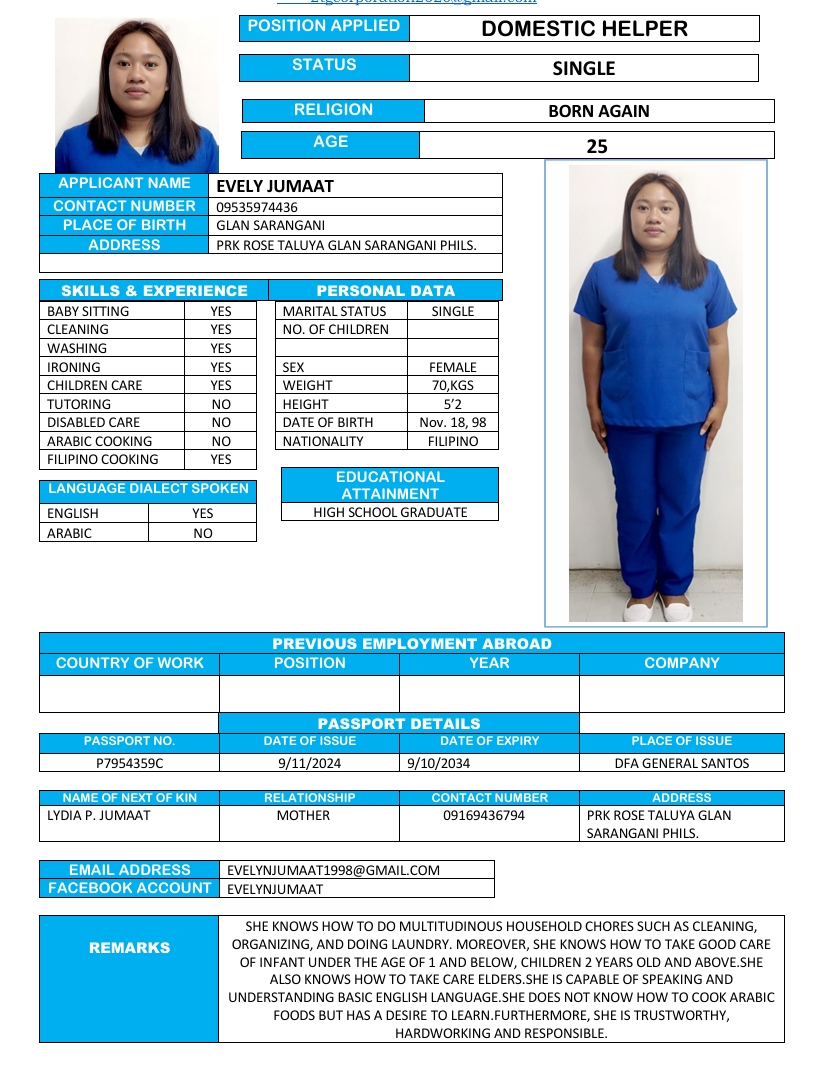 2tgcorporation2020@gmail.com
POSITION APPLIED DOMESTIC HELPER
STATUS SINGLE
RELIGION BORN AGAIN
AGE 25
APPLICANT NAME EVELY JUMAAT
CONTACT NUMBER 09535974436
PLACE OF BIRTH GLAN SARANGANI
ADDRESS PRK ROSE TALUYA GLAN SARANGANI PHILS.
SKILLS & EXPERIENCE
BABY SITTING YES
CLEANING YES
WASHING YES
IRONING YES
CHILDREN CARE YES
TUTORING NO
DISABLED CARE NO
ARABIC COOKING NO
FILIPINO COOKING YES
PERSONAL DATA
MARITAL STATUS SINGLE
NO. OF CHILDREN
SEX FEMALE
WEIGHT 70,KGS
HEIGHT 5’2
DATE OF BIRTH Nov. 18, 98
NATIONALITY FILIPINO
LANGUAGE DIALECT SPOKEN
ENGLISH YES
ARABIC NO
EDUCATIONAL
ATTAINMENT
HIGH SCHOOL GRADUATE
PREVIOUS EMPLOYMENT ABROAD
COUNTRY OF WORK POSITION YEAR COMPANY
PASSPORT DETAILS
PASSPORT NO. DATE OF ISSUE DATE OF EXPIRY PLACE OF ISSUE
P7954359C 9/11/2024 9/10/2034 DFA GENERAL SANTOS
NAME OF NEXT OF KIN RELATIONSHIP CONTACT NUMBER ADDRESS
LYDIA P. JUMAAT MOTHER 09169436794 PRK ROSE TALUYA GLAN
SARANGANI PHILS.
EMAIL ADDRESS EVELYNJUMAAT1998@GMAIL.COM
FACEBOOK ACCOUNT EVELYNJUMAAT
REMARKS
SHE KNOWS HOW TO DO MULTITUDINOUS HOUSEHOLD CHORES SUCH AS CLEANING,
ORGANIZING, AND DOING LAUNDRY. MOREOVER, SHE KNOWS HOW TO TAKE GOOD CARE
OF INFANT UNDER THE AGE OF 1 AND BELOW, CHILDREN 2 YEARS OLD AND ABOVE.SHE
ALSO KNOWS HOW TO TAKE CARE ELDERS.SHE IS CAPABLE OF SPEAKING AND
UNDERSTANDING BASIC ENGLISH LANGUAGE.SHE DOES NOT KNOW HOW TO COOK ARABIC
FOODS BUT HAS A DESIRE TO LEARN.FURTHERMORE, SHE IS TRUSTWORTHY,
HARDWORKING AND RESPONSIBLE.